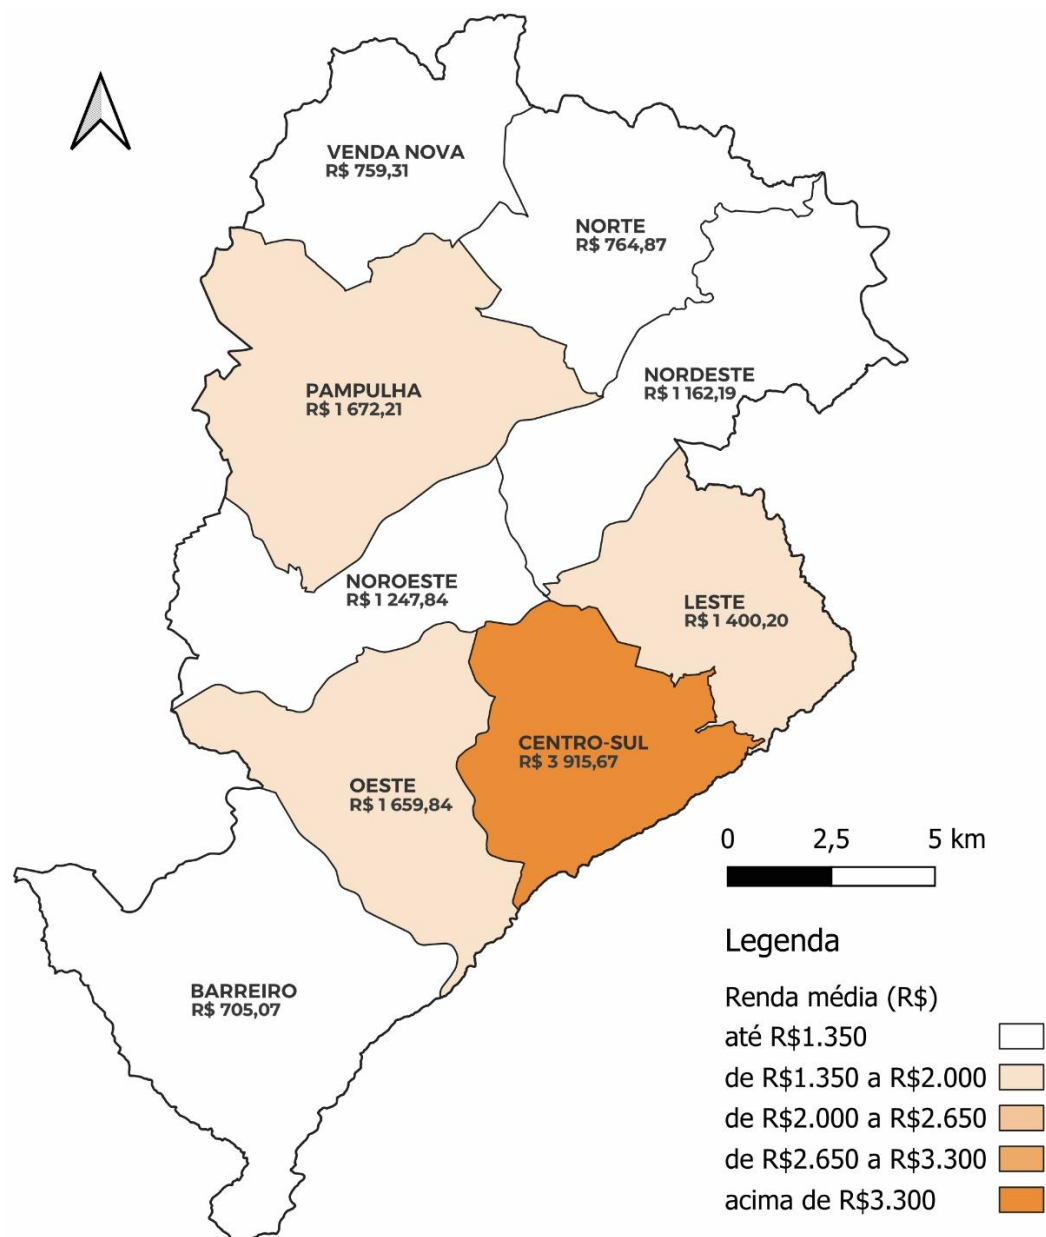 VENDA NOVA
R$ 759,31
NORTE
R$ 764,87
NORDESTE
R$ 1 162,19
PAMPULHA
R$ 1 672,21
NOROESTE
R$ 1 247,84
LESTE
R$ 1 400,20
CENTRO-SUL
R$ 3 915,67
OESTE
R$ 1 659,84
BARREIRO
R$ 705,07
0 2,5 5 km
Legenda
Renda média (R$)
até R$1.350
de R$1.350 a R$2.000
de R$2.000 a R$2.650
de R$2.650 a R$3.300
acima de R$3.300